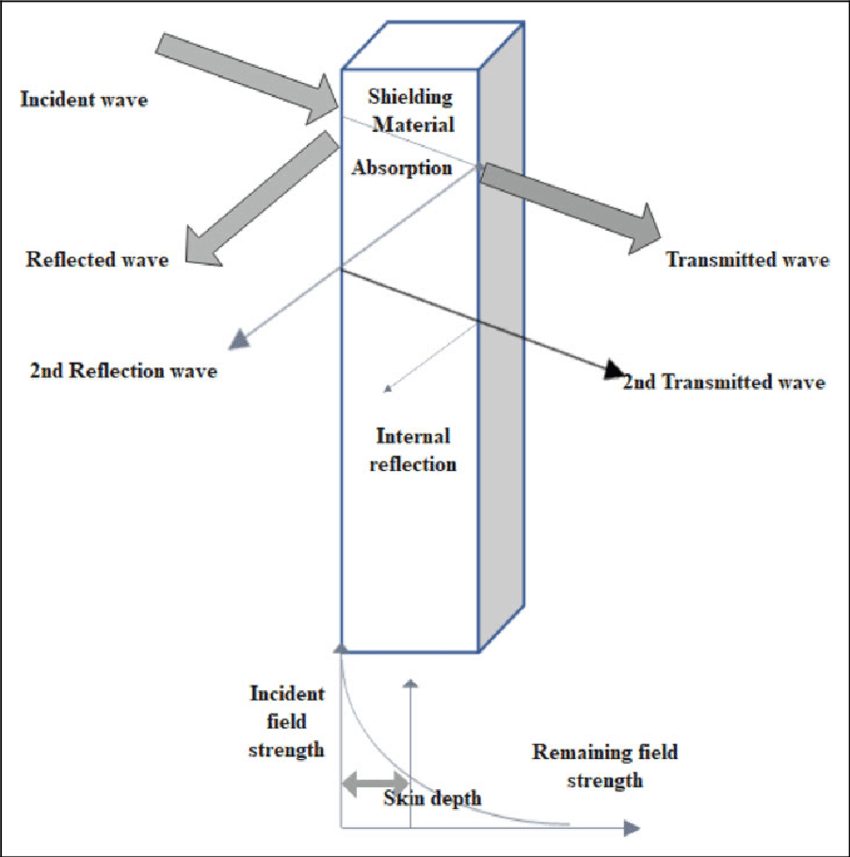 Incident wave
Shielding
Material
Absorption
Reflected wave
Transmitted wave
2nd Reflection wave
2nd Transmitted wave
Internal
reflection
Incident
field
strength
Remaining field
strength
Skin depth